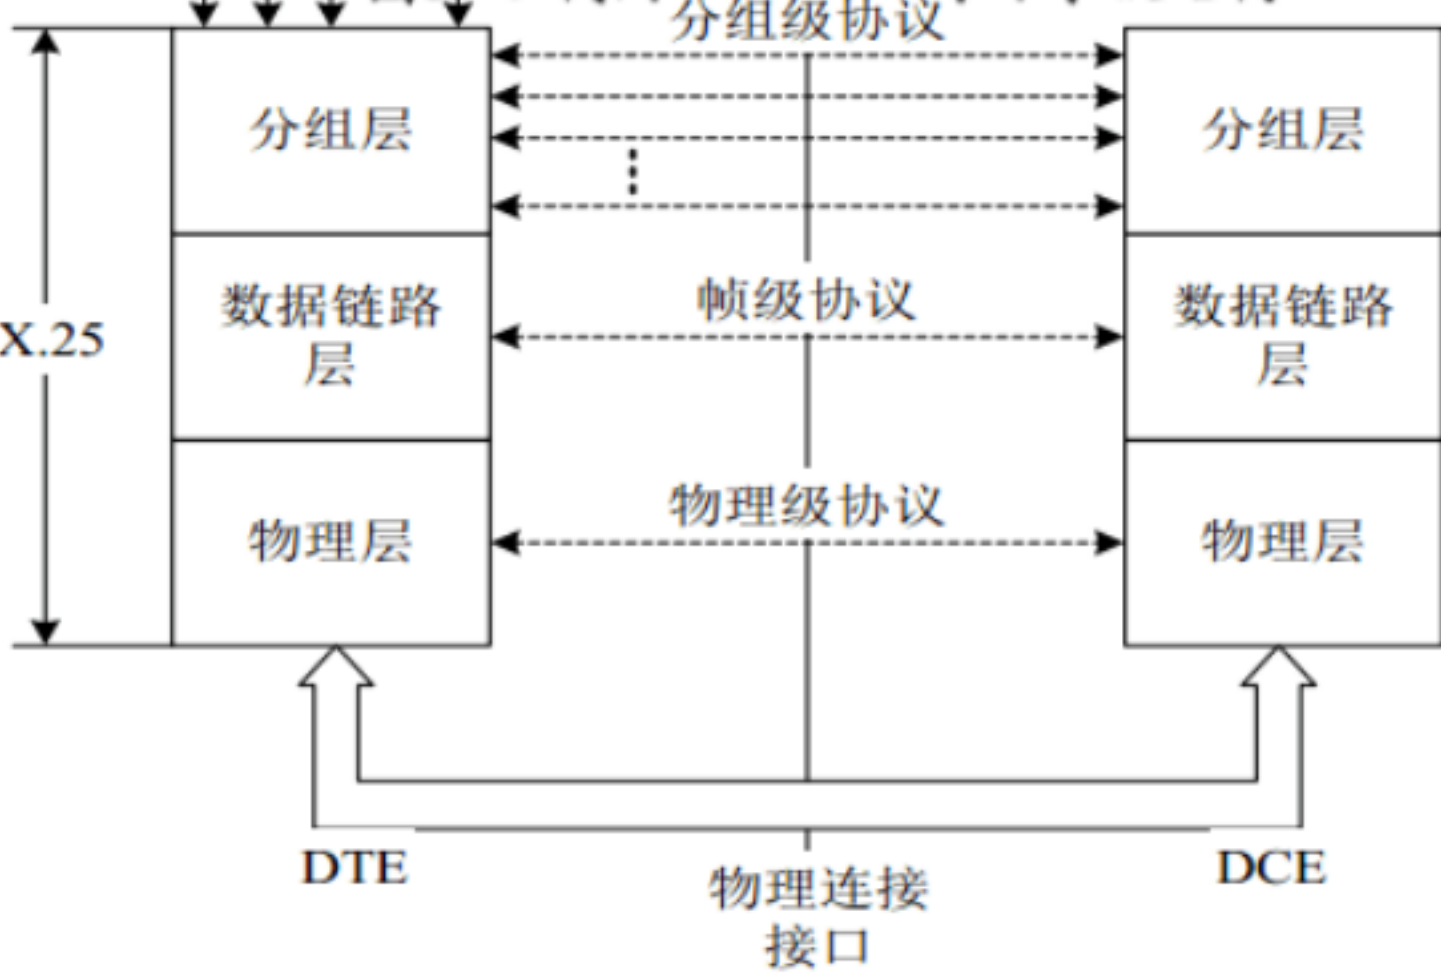 分组级协议
分组层
分组层
帧级协议
数据链路
层
数据链路
层
X.25
物理级协议
物理层
物理层
DTE
DCE
物理连接
接口